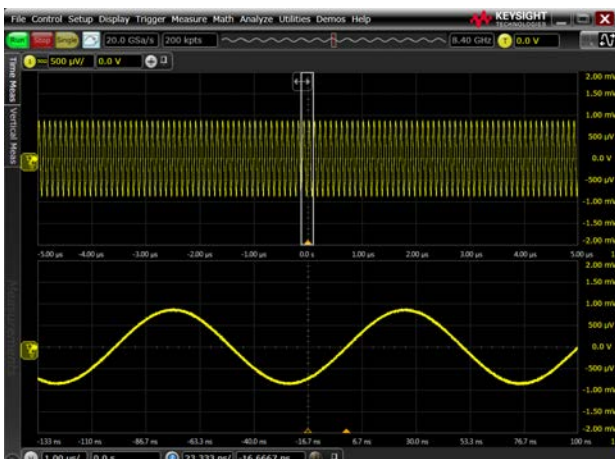 File Control Setup Display Trigger Measure Math Analyze Utilities Demos Help KEYSIGHT TECHNOLOGIES
Run Stop Single 20.0 GSa/s 200 kpts 8.40 GHz T 0.0 V
1 500 µV/ 0.0 V
Time Meas
Vertical Meas
2.00 mV
1.50 mV
1.00 mV
500 µV
0.0 V
-500 µV
-1.00 mV
-1.50 mV
-2.00 mV
-5.00 µs -4.00 µs -3.00 µs -2.00 µs -1.00 µs 0.0 s 1.00 µs 2.00 µs 3.00 µs 4.00 µs 5.00 µs
2.00 mV
1.50 mV
1.00 mV
500 µV
0.0 V
-500 µV
-1.00 mV
-1.50 mV
-2.00 mV
Measurements
-133 ns -110 ns -86.7 ns -63.3 ns -40.0 ns -16.7 ns 6.7 ns 30.0 ns 53.3 ns 76.7 ns 100 ns
H 1.00 µs/ 0.0 s 23.333 ns/ -16.6667 ns